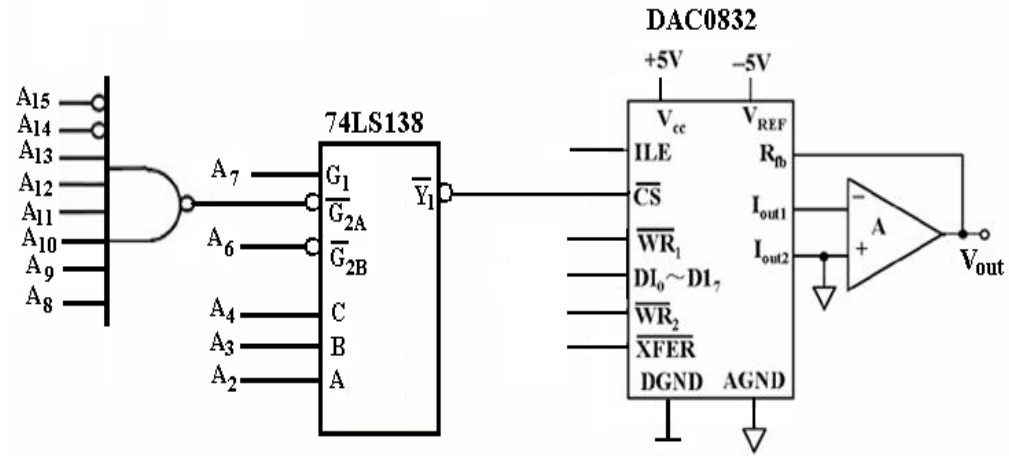 DAC0832
+5V
–5V
A15
A14
A13
A12
A11
A10
A9
A8
74LS138
A7
G1
G2A
A6
G2B
A4
C
A3
B
A2
A
Y1
Vcc
VREF
ILE
Rfb
CS
Iout1
WR1
Iout2
DI0~DI7
WR2
XFER
DGND
AGND
−
A
+
Vout